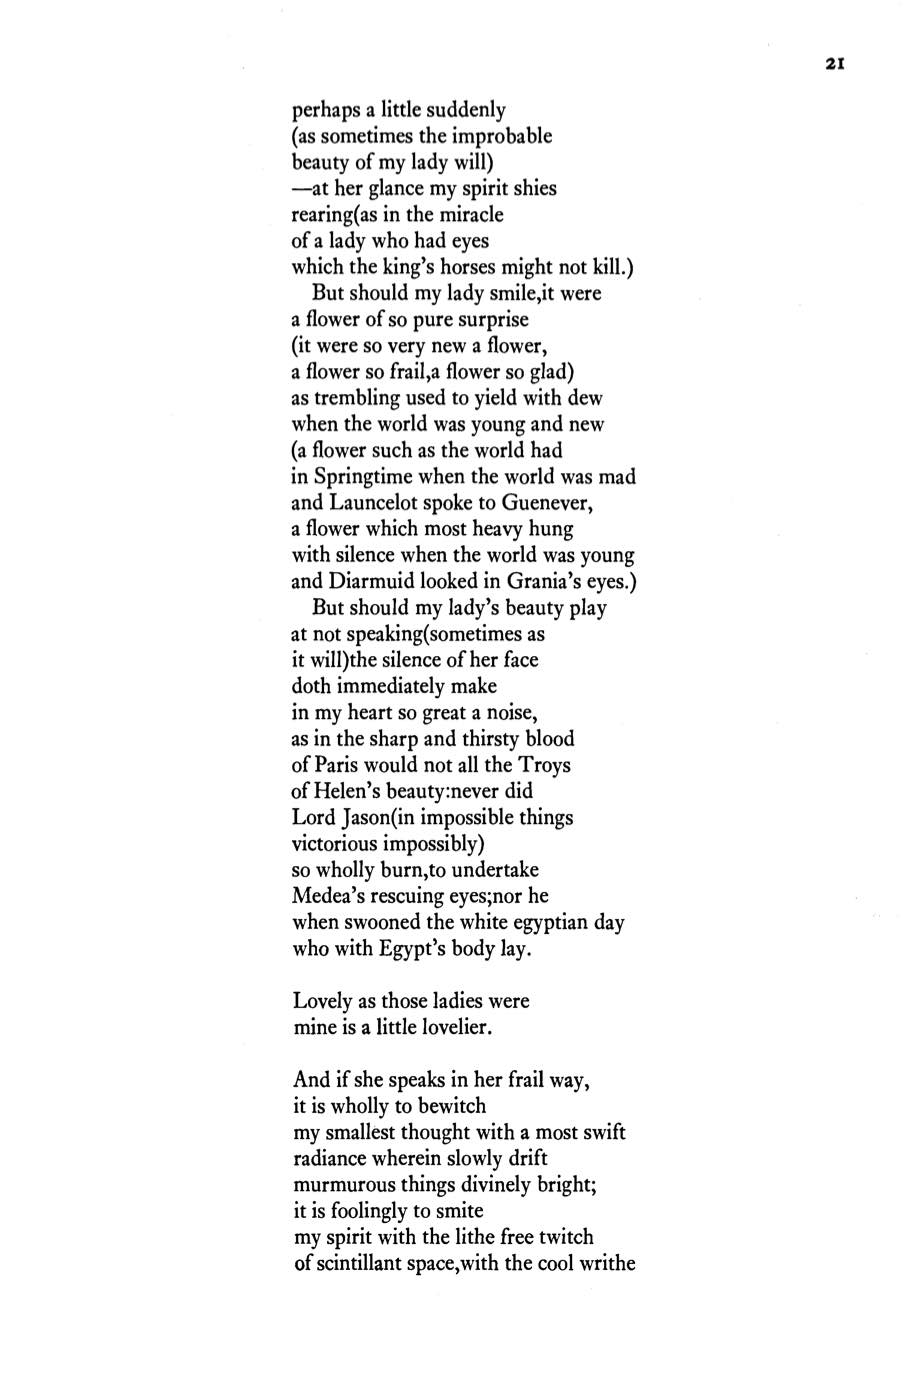 21
perhaps a little suddenly
(as sometimes the improbable
beauty of my lady will)
—at her glance my spirit shies
rearing(as in the miracle
of a lady who had eyes
which the king’s horses might not kill.)
But should my lady smile,it were
a flower of so pure surprise
(it were so very new a flower,
a flower so frail,a flower so glad)
as trembling used to yield with dew
when the world was young and new
(a flower such as the world had
in Springtime when the world was mad
and Launcelot spoke to Guenever,
a flower which most heavy hung
with silence when the world was young
and Diarmuid looked in Grania’s eyes.)
But should my lady’s beauty play
at not speaking(sometimes as
it will)the silence of her face
doth immediately make
in my heart so great a noise,
as in the sharp and thirsty blood
of Paris would not all the Troys
of Helen’s beauty:never did
Lord Jason(in impossible things
victorious impossibly)
so wholly burn,to undertake
Medea’s rescuing eyes;nor he
when swooned the white egyptian day
who with Egypt’s body lay.
Lovely as those ladies were
mine is a little lovelier.
And if she speaks in her frail way,
it is wholly to bewitch
my smallest thought with a most swift
radiance wherein slowly drift
murmurous things divinely bright;
it is foolingly to smite
my spirit with the lithe free twitch
of scintillant space,with the cool writhe